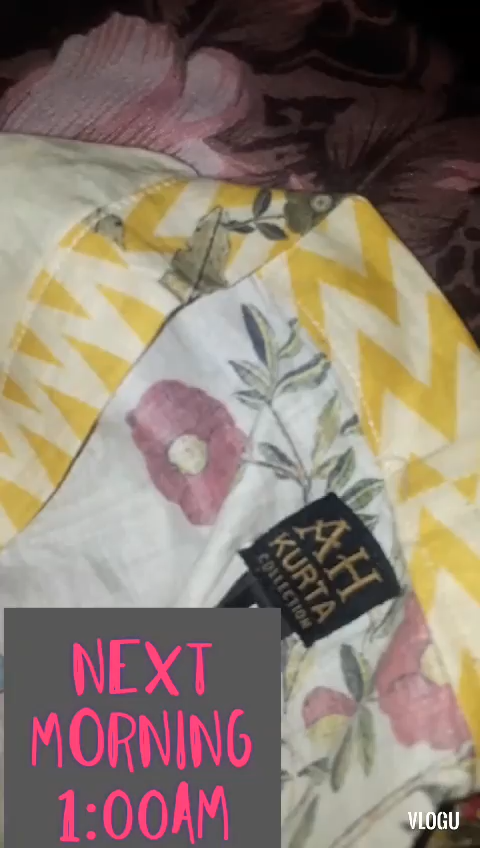 AH
KURTA
COLLECTION
NEXT
MORNING
1:00AM
VLOGU